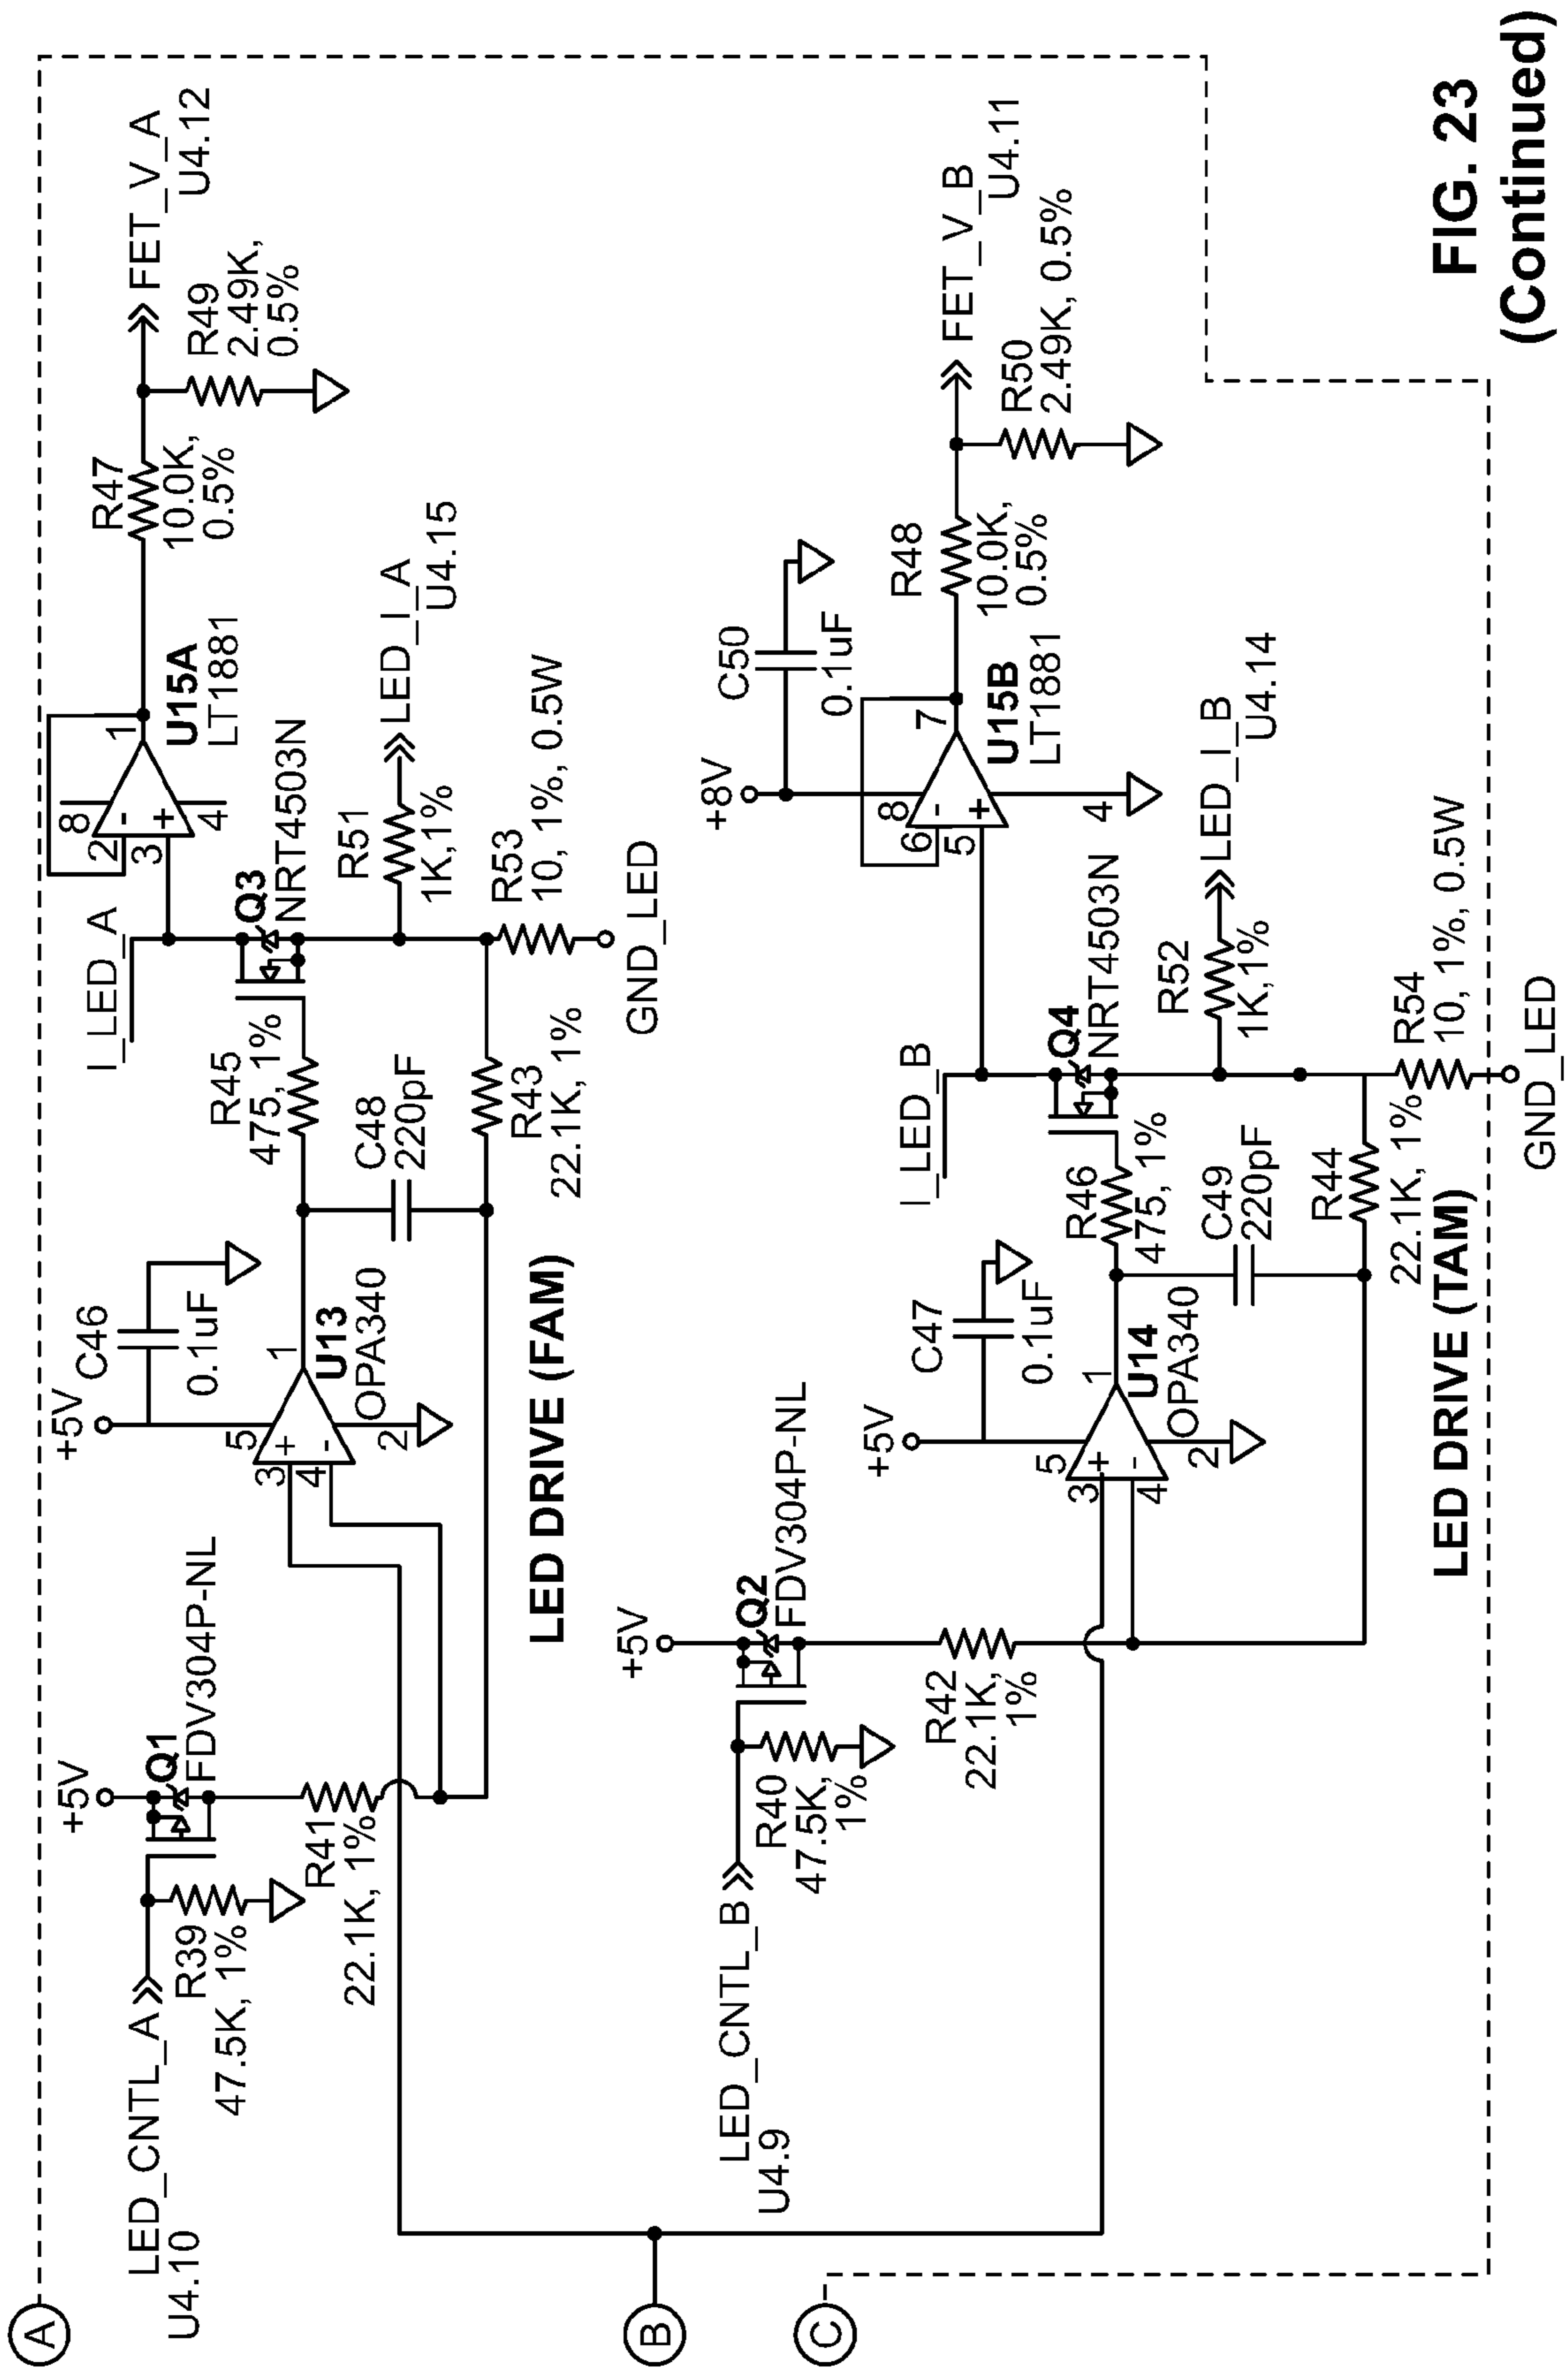 A
LED_CNTL_A
U4.10
R39
47.5K, 1%
+5V
Q1
FDV304P-NL
R41
22.1K, 1%
+5V
C46
0.1uF
5
3
+
4
-
1
2
U13
OPA340
R45
475, 1%
C48
220pF
R43
22.1K, 1%
I_LED_A
Q3
NRT4503N
8
2
-
3
+
4
1
U15A
LT1881
R47
10.0K,
0.5%
FET_V_A
U4.12
R49
2.49K,
0.5%
R51
1K,1%
LED_I_A
U4.15
R53
10, 1%, 0.5W
GND_LED
LED DRIVE (FAM)
B
LED_CNTL_B
U4.9
R40
47.5K,
1%
+5V
Q2
FDV304P-NL
R42
22.1K,
1%
+5V
C47
0.1uF
5
3
+
4
-
1
2
U14
OPA340
R46
475, 1%
C49
220pF
R44
22.1K, 1%
I_LED_B
Q4
NRT4503N
+8V
C50
0.1uF
8
6
-
5
+
4
7
U15B
LT1881
R48
10.0K,
0.5%
FET_V_B
U4.11
R50
2.49K, 0.5%
R52
1K,1%
LED_I_B
U4.14
R54
10, 1%, 0.5W
GND_LED
LED DRIVE (TAM)
C
FIG. 23
(Continued)